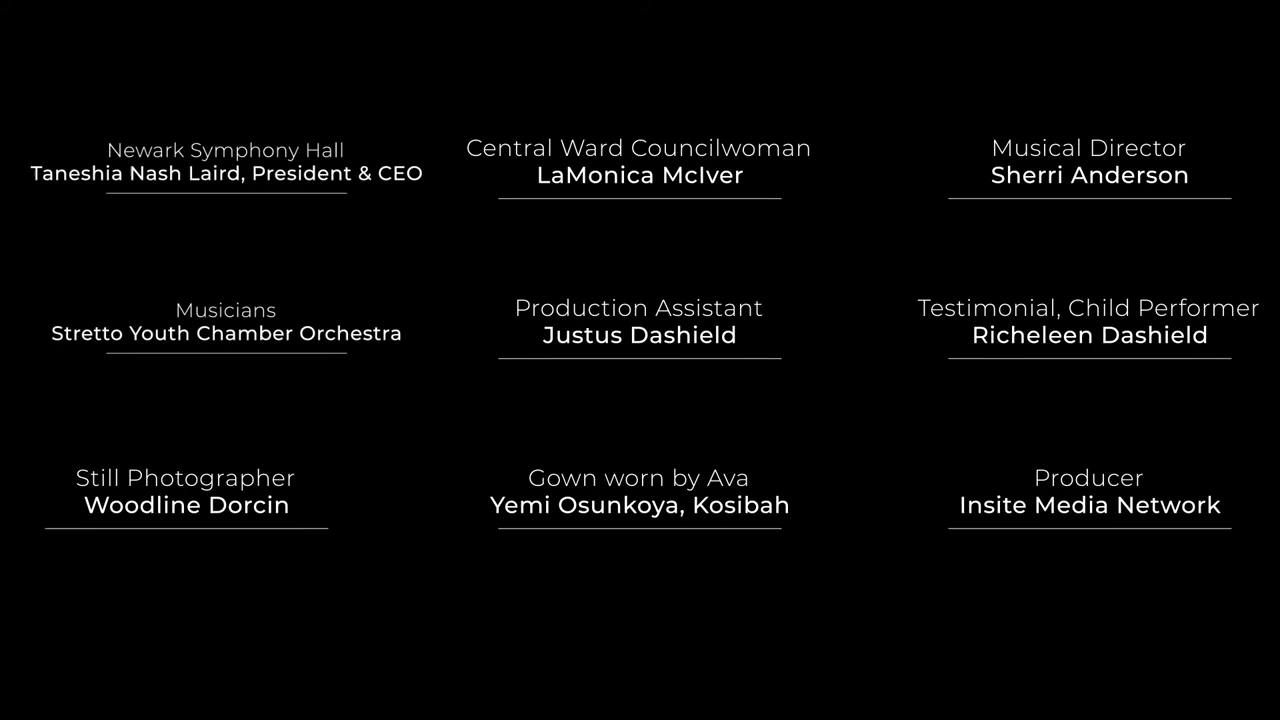 Newark Symphony Hall
Taneshia Nash Laird, President & CEO
Central Ward Councilwoman
LaMonica McIver
Musical Director
Sherri Anderson
Musicians
Stretto Youth Chamber Orchestra
Production Assistant
Justus Dashield
Testimonial, Child Performer
Richeleen Dashield
Still Photographer
Woodline Dorcin
Gown worn by Ava
Yemi Osunkoya, Kosibah
Producer
Insite Media Network